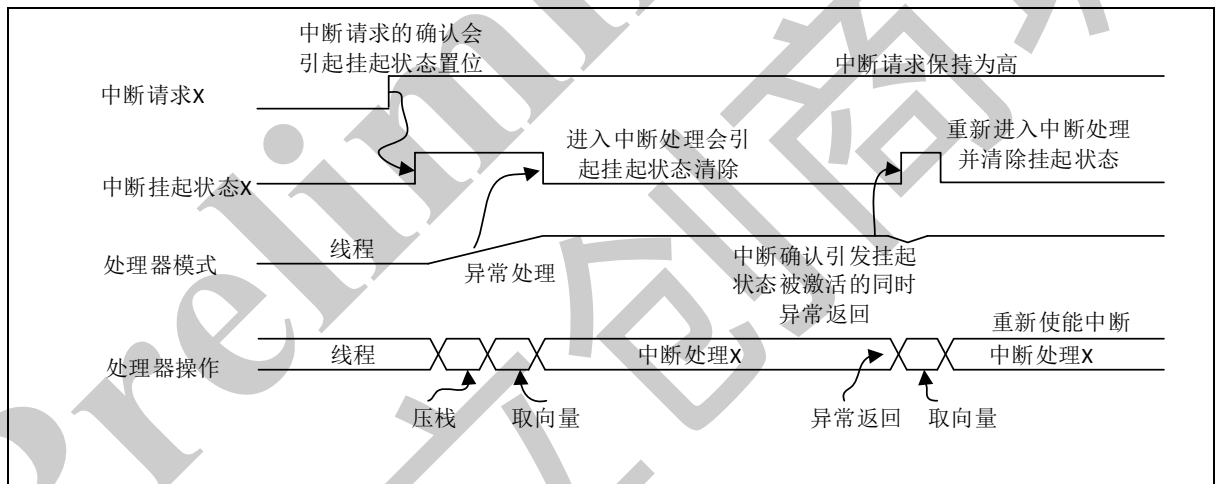 中断请求的确认会
引起挂起状态置位
中断请求保持为高
中断请求X
进入中断处理会引
起挂起状态清除
重新进入中断处理
并清除挂起状态
中断挂起状态X
线程
处理器模式
异常处理
中断确认引发挂起
状态被激活的同时
异常返回
重新使能中断
处理器操作
线程
中断处理X
中断处理X
压栈
取向量
异常返回
取向量